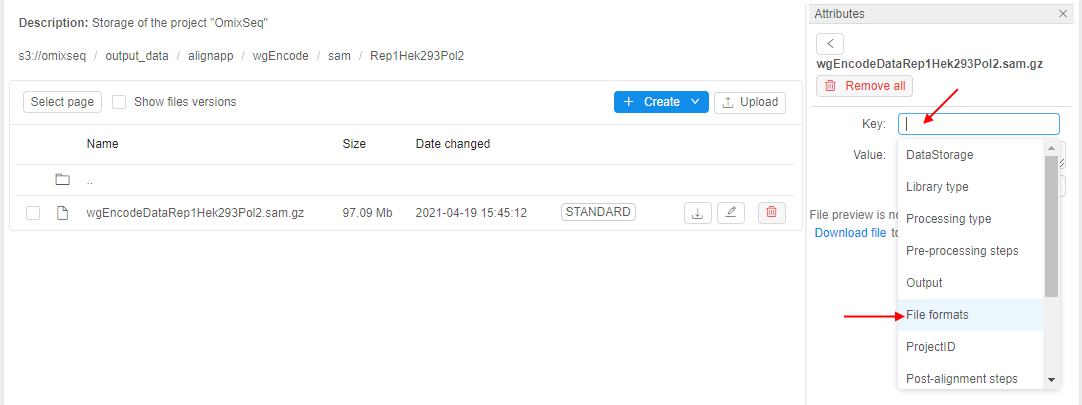 Description: Storage of the project "OmixSeq"
s3://omixseq / output_data / alignapp / wgEncode / sam / Rep1Hek293Pol2
Select page Show files versions + Create Upload
Name Size Date changed
..
wgEncodeDataRep1Hek293Pol2.sam.gz 97.09 Mb 2021-04-19 15:45:12 STANDARD
Attributes
wgEncodeDataRep1Hek293Pol2.sam.gz
Remove all
Key:
Value:
File preview is no
Download file to
DataStorage
Library type
Processing type
Pre-processing steps
Output
File formats
ProjectID
Post-alignment steps